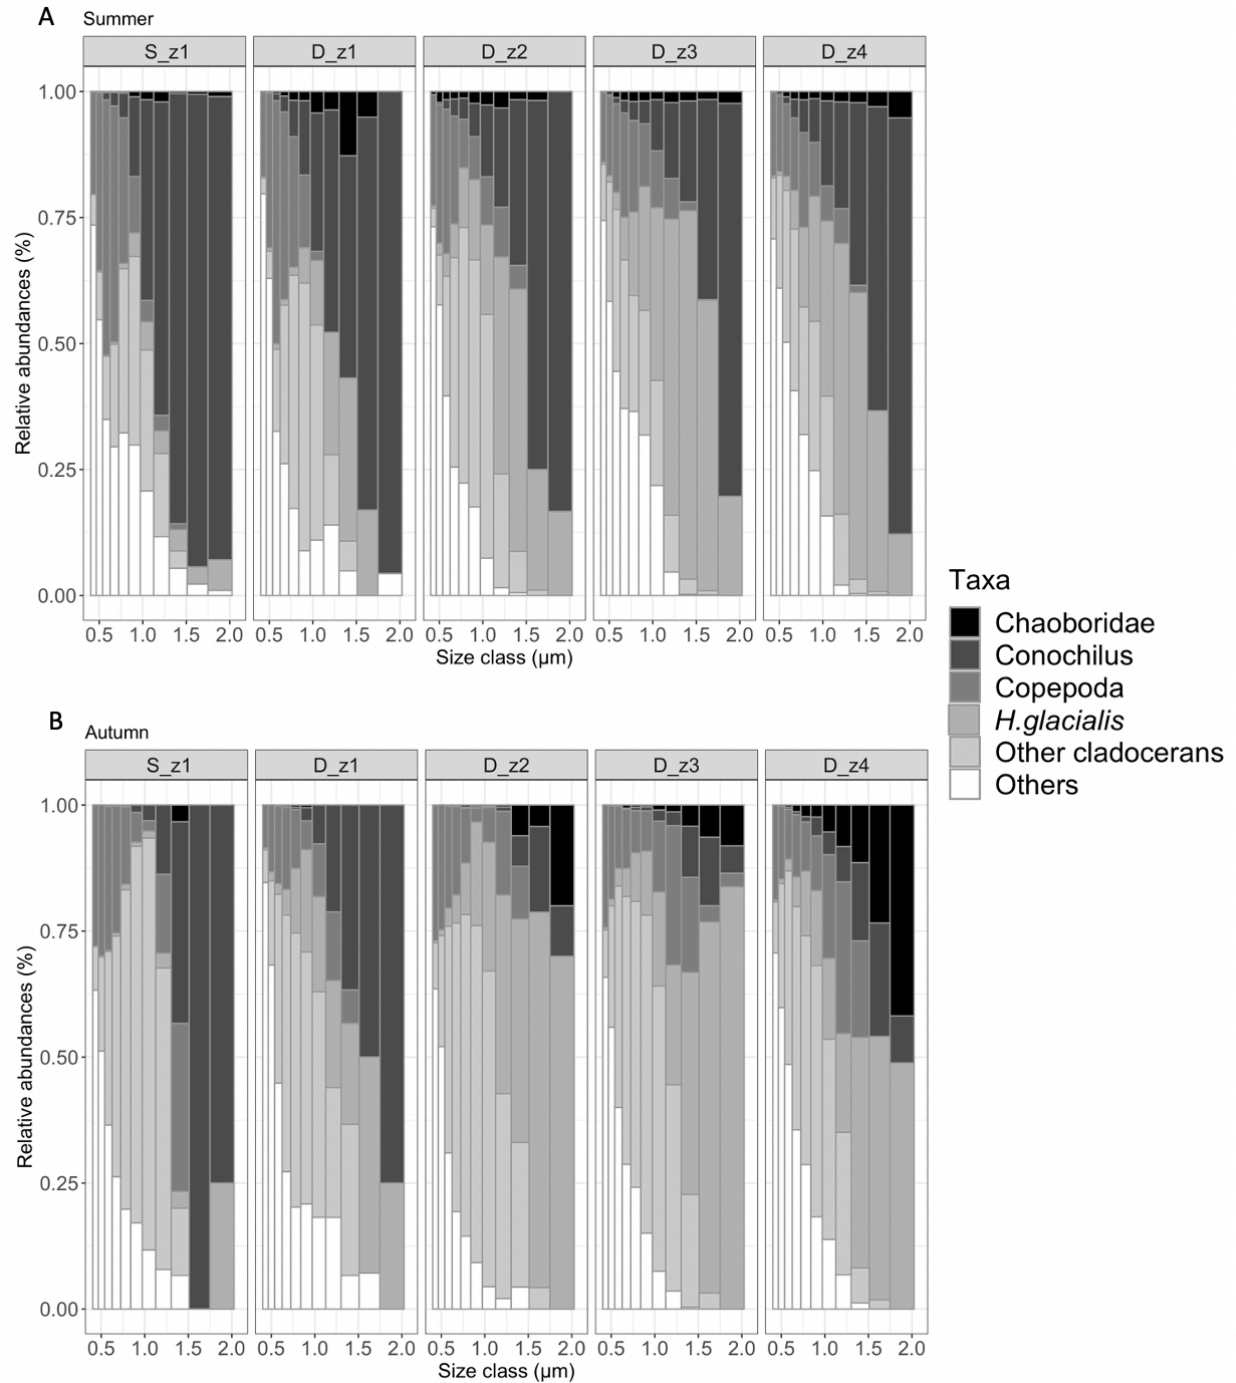 A
Summer
S_z1 D_z1 D_z2 D_z3 D_z4
Relative abundances (%)
1.00
0.75
0.50
0.25
0.00
0.5 1.0 1.5 2.0 0.5 1.0 1.5 2.0 0.5 1.0 1.5 2.0 0.5 1.0 1.5 2.0 0.5 1.0 1.5 2.0
Size class (μm)
Taxa
Chaoboridae
Conochilus
Copepoda
H.glacialis
Other cladocerans
Others
B
Autumn
S_z1 D_z1 D_z2 D_z3 D_z4
Relative abundances (%)
1.00
0.75
0.50
0.25
0.00
0.5 1.0 1.5 2.0 0.5 1.0 1.5 2.0 0.5 1.0 1.5 2.0 0.5 1.0 1.5 2.0 0.5 1.0 1.5 2.0
Size class (μm)